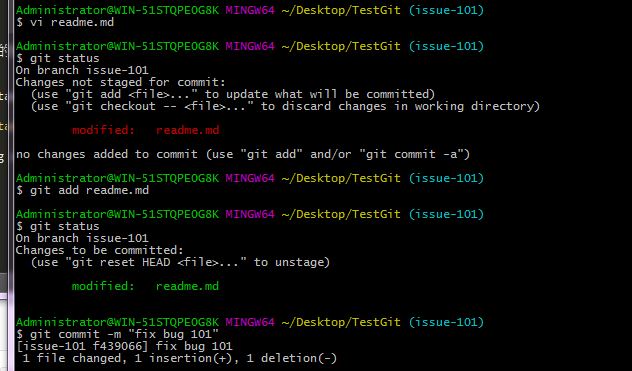 Administrator@WIN-51STQPEOG8K MINGW64 ~/Desktop/TestGit (issue-101)
$ vi readme.md
Administrator@WIN-51STQPEOG8K MINGW64 ~/Desktop/TestGit (issue-101)
$ git status
On branch issue-101
Changes not staged for commit:
  (use "git add <file>..." to update what will be committed)
  (use "git checkout -- <file>..." to discard changes in working directory)
        modified:   readme.md
no changes added to commit (use "git add" and/or "git commit -a")
Administrator@WIN-51STQPEOG8K MINGW64 ~/Desktop/TestGit (issue-101)
$ git add readme.md
Administrator@WIN-51STQPEOG8K MINGW64 ~/Desktop/TestGit (issue-101)
$ git status
On branch issue-101
Changes to be committed:
  (use "git reset HEAD <file>..." to unstage)
        modified:   readme.md
Administrator@WIN-51STQPEOG8K MINGW64 ~/Desktop/TestGit (issue-101)
$ git commit -m "fix bug 101"
[issue-101 f439066] fix bug 101
 1 file changed, 1 insertion(+), 1 deletion(-)